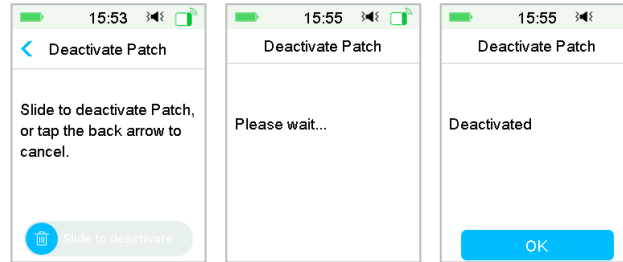 15:53
Deactivate Patch
Slide to deactivate Patch,
or tap the back arrow to
cancel.
Slide to deactivate
15:55
Deactivate Patch
Please wait...
15:55
Deactivate Patch
Deactivated
OK